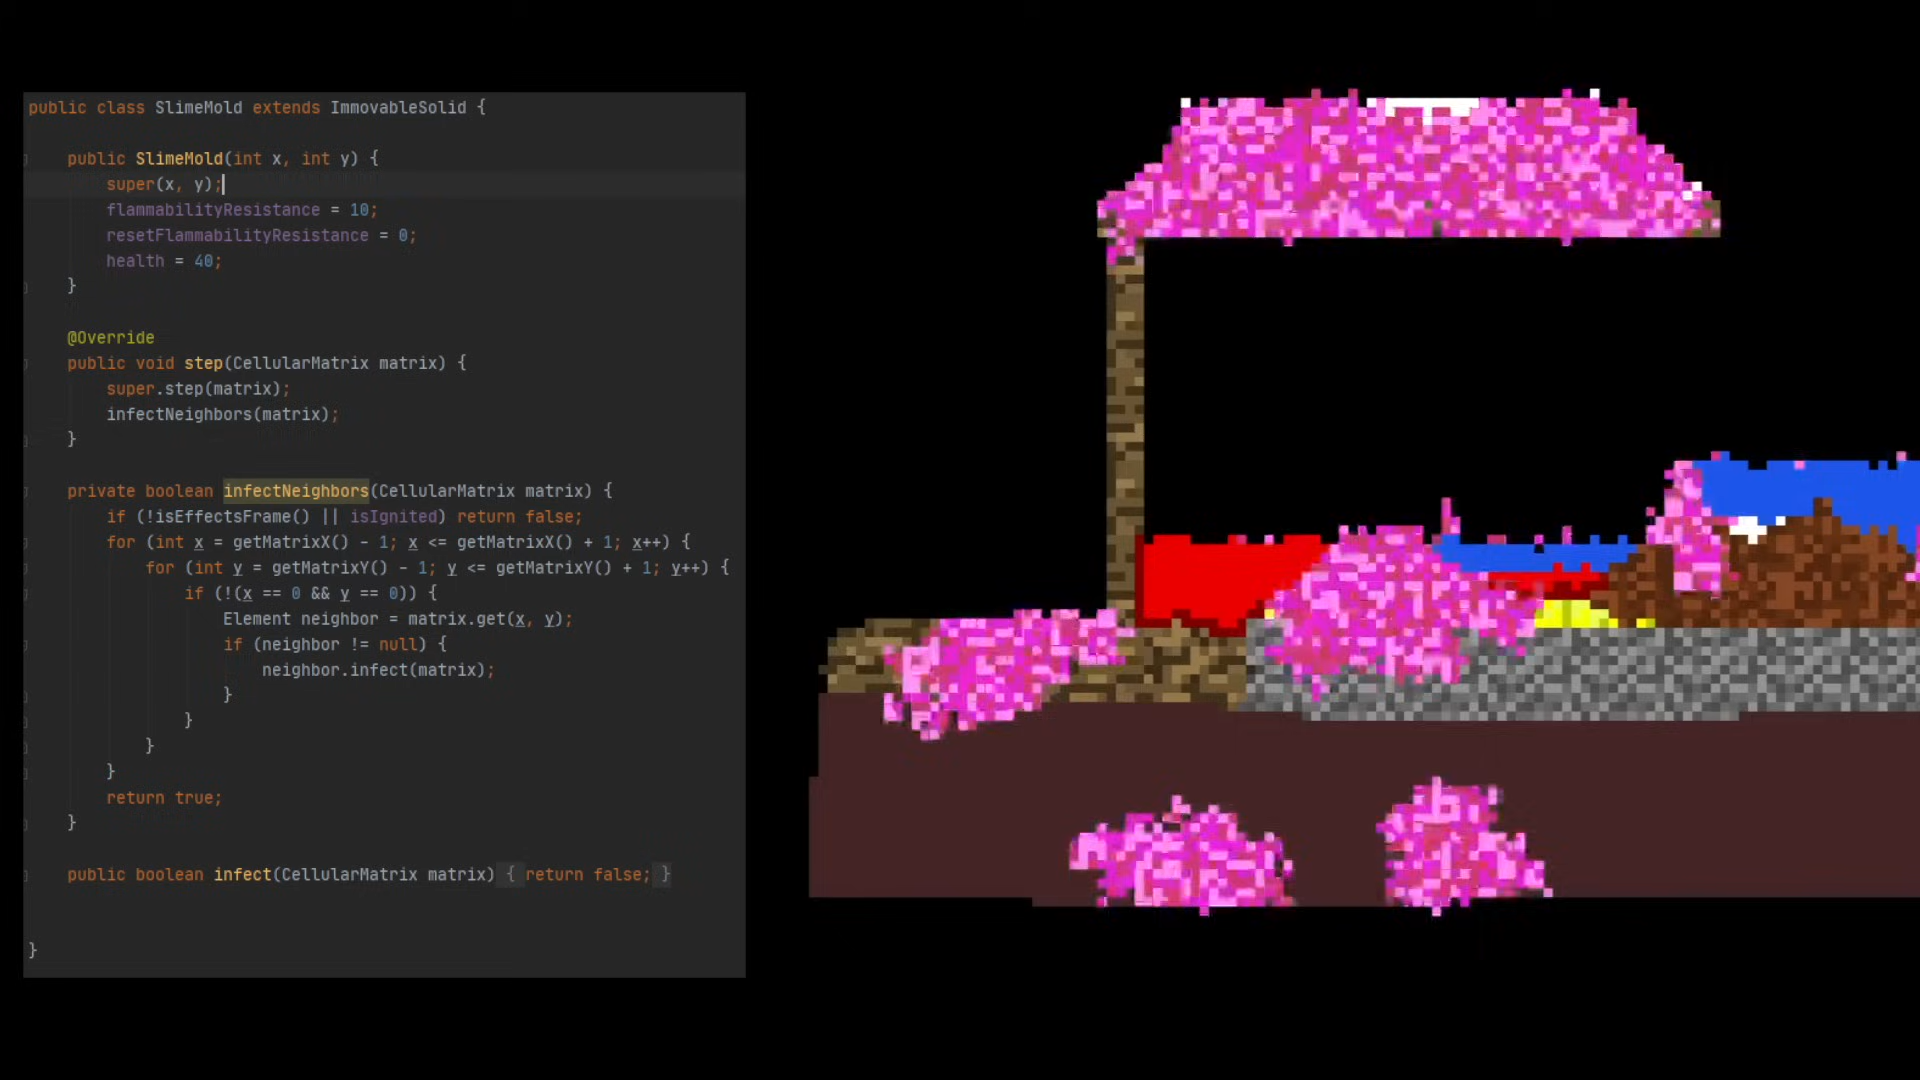 public class SlimeMold extends ImmovableSolid {
public SlimeMold(int x, int y) {
super(x, y);
flammabilityResistance = 10;
resetFlammabilityResistance = 0;
health = 40;
}
@Override
public void step(CellularMatrix matrix) {
super.step(matrix);
infectNeighbors(matrix);
}
private boolean infectNeighbors(CellularMatrix matrix) {
if (!isEffectsFrame() || isIgnited) return false;
for (int x = getMatrixX() - 1; x <= getMatrixX() + 1; x++) {
for (int y = getMatrixY() - 1; y <= getMatrixY() + 1; y++) {
if (!(x == 0 && y == 0)) {
Element neighbor = matrix.get(x, y);
if (neighbor != null) {
neighbor.infect(matrix);
}
}
}
}
return true;
}
public boolean infect(CellularMatrix matrix) { return false; }
}